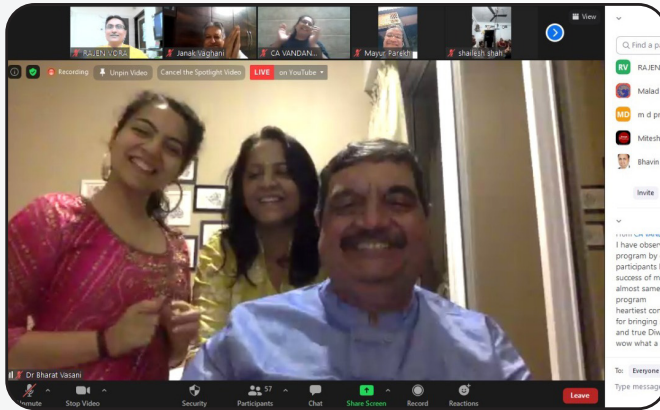 RAJEN VORA
Janak Vaghani
CA VANDAN...
Mayur Parekh
shailesh shah
View
Recording
Unpin Video
Cancel the Spotlight Video
LIVE
on YouTube
Dr Bharat Vasani
Unmute
Stop Video
Security
57
Participants
Chat
Share Screen
Record
Reactions
Leave
Find a p
RV RAJEN
Malad
MD m d pr
Mitesh
Bhavin
Invite
I have obser
program by
participants
success of m
almost same
program
heartiest con
for bringing
and true Diw
wow what a
To: Everyone
Type messag